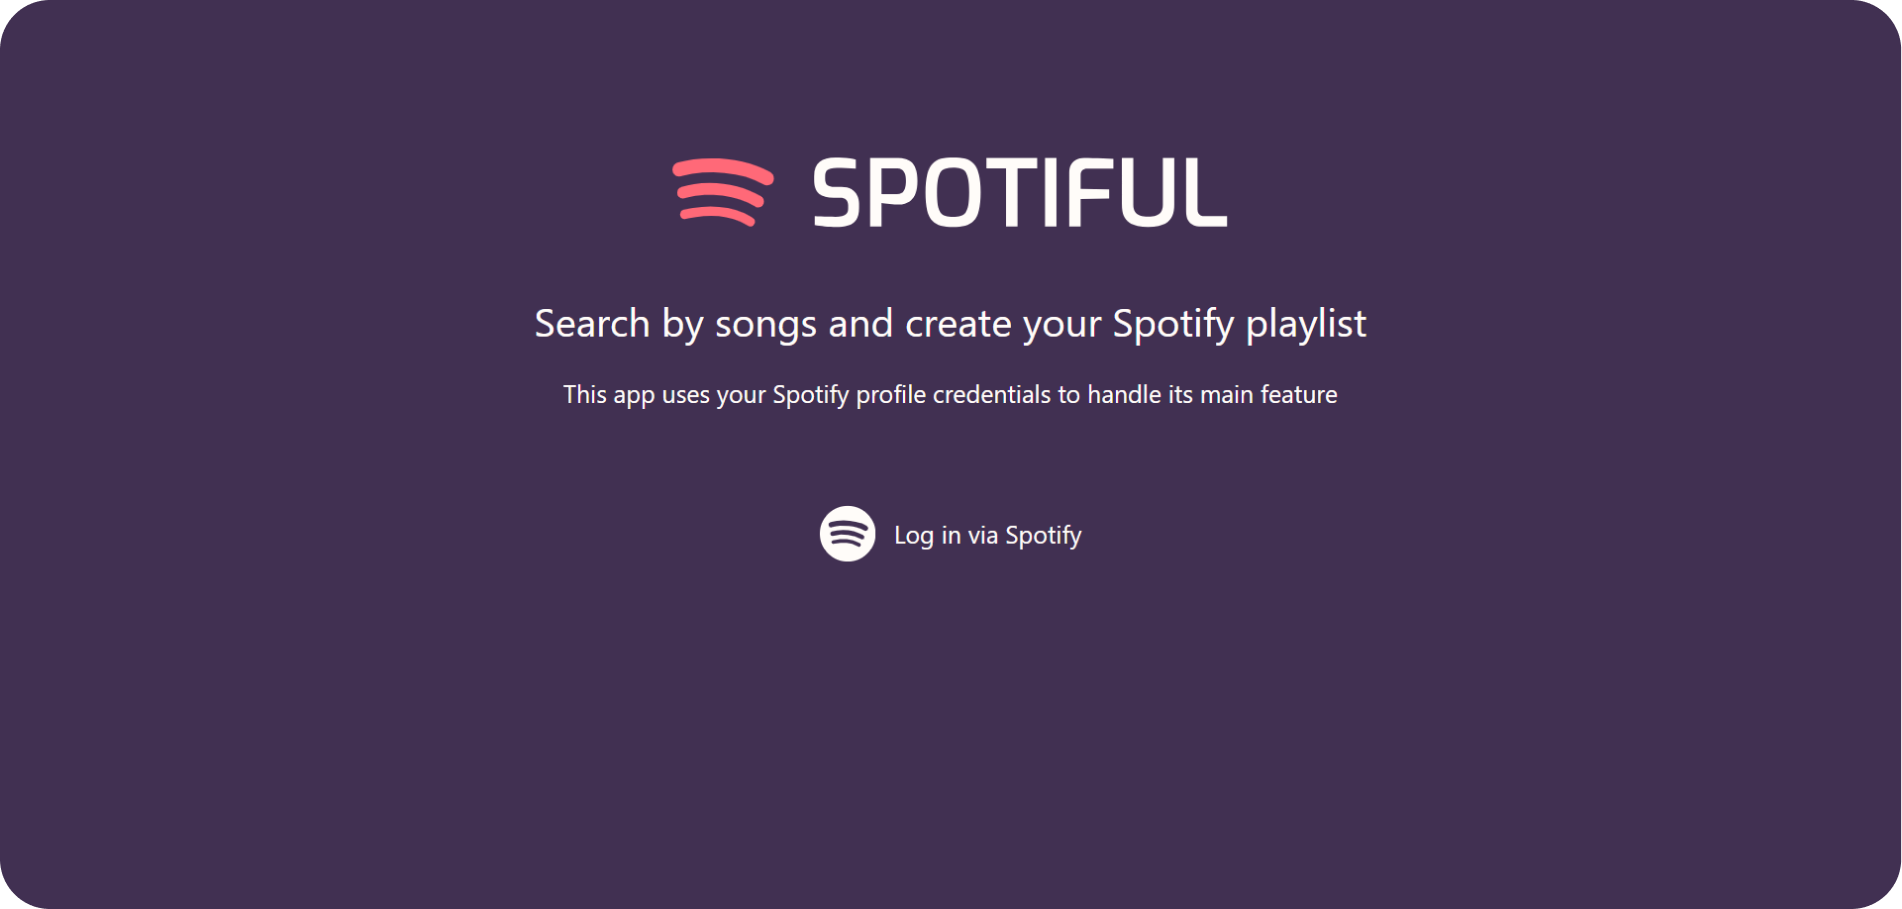 SPOTIFUL
Search by songs and create your Spotify playlist
This app uses your Spotify profile credentials to handle its main feature
Log in via Spotify